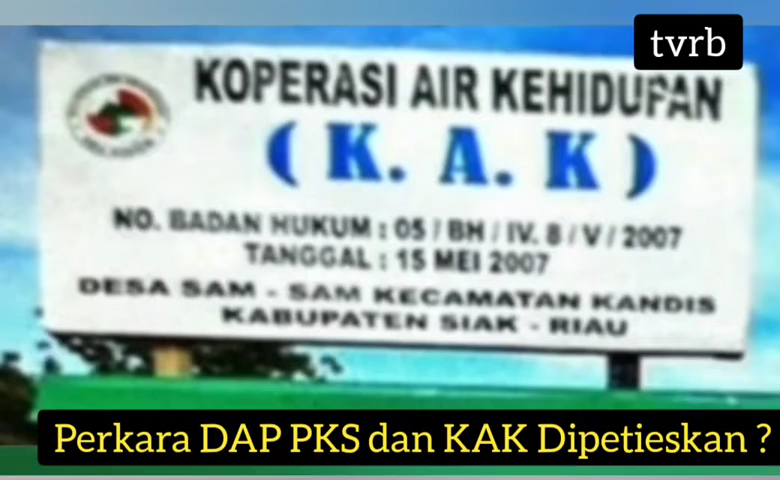 tvrb
KOPERASI AIR KEHIDUPAN
( K. A. K )
NO. BADAN HUKUM : 05 / BH / IV. 8 / V / 2007
TANGGAL : 15 MEI 2007
DESA SAM - SAM KECAMATAN KANDIS
KABUPATEN SIAK - RIAU
Perkara DAP PKS dan KAK Dipetieskan ?